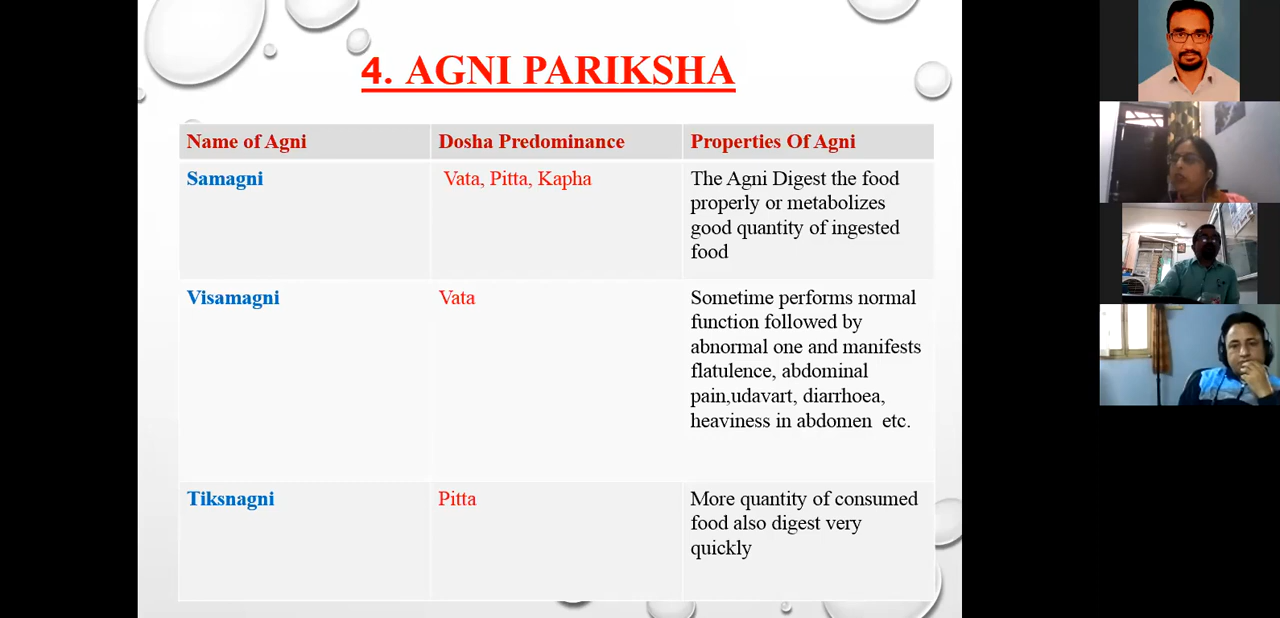 4. AGNI PARIKSHA
Name of Agni
Dosha Predominance
Properties Of Agni
Samagni
Vata, Pitta, Kapha
The Agni Digest the food
properly or metabolizes
good quantity of ingested
food
Visamagni
Vata
Sometime performs normal
function followed by
abnormal one and manifests
flatulence, abdominal
pain,udavart, diarrhoea,
heaviness in abdomen etc.
Tiksnagni
Pitta
More quantity of consumed
food also digest very
quickly